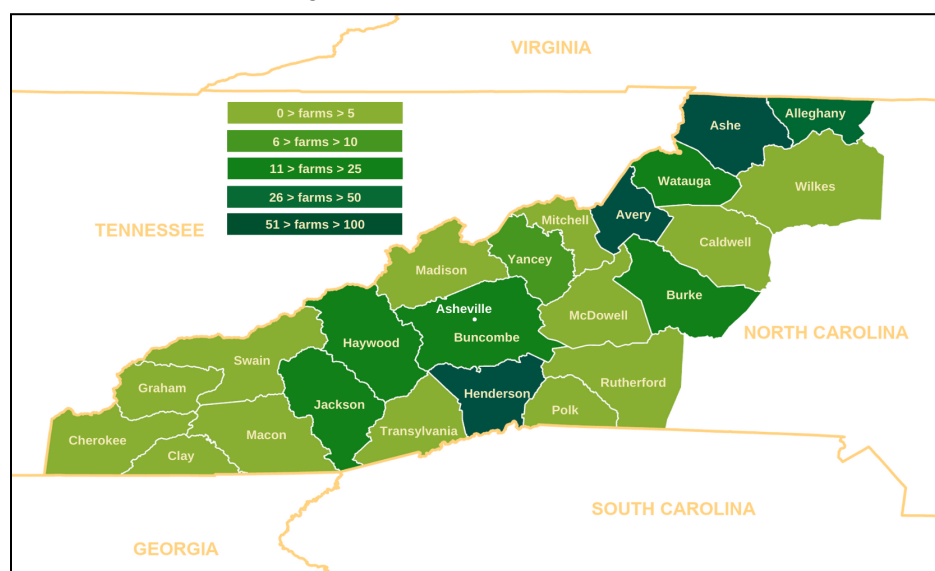 VIRGINIA
0 > farms > 5
6 > farms > 10
11 > farms > 25
26 > farms > 50
51 > farms > 100
Alleghany
Ashe
Watauga
Wilkes
Avery
Mitchell
TENNESSEE
Caldwell
Yancey
Madison
Burke
Asheville
McDowell
NORTH CAROLINA
Buncombe
Haywood
Swain
Rutherford
Graham
Henderson
Jackson
Polk
Transylvania
Macon
Cherokee
Clay
SOUTH CAROLINA
GEORGIA